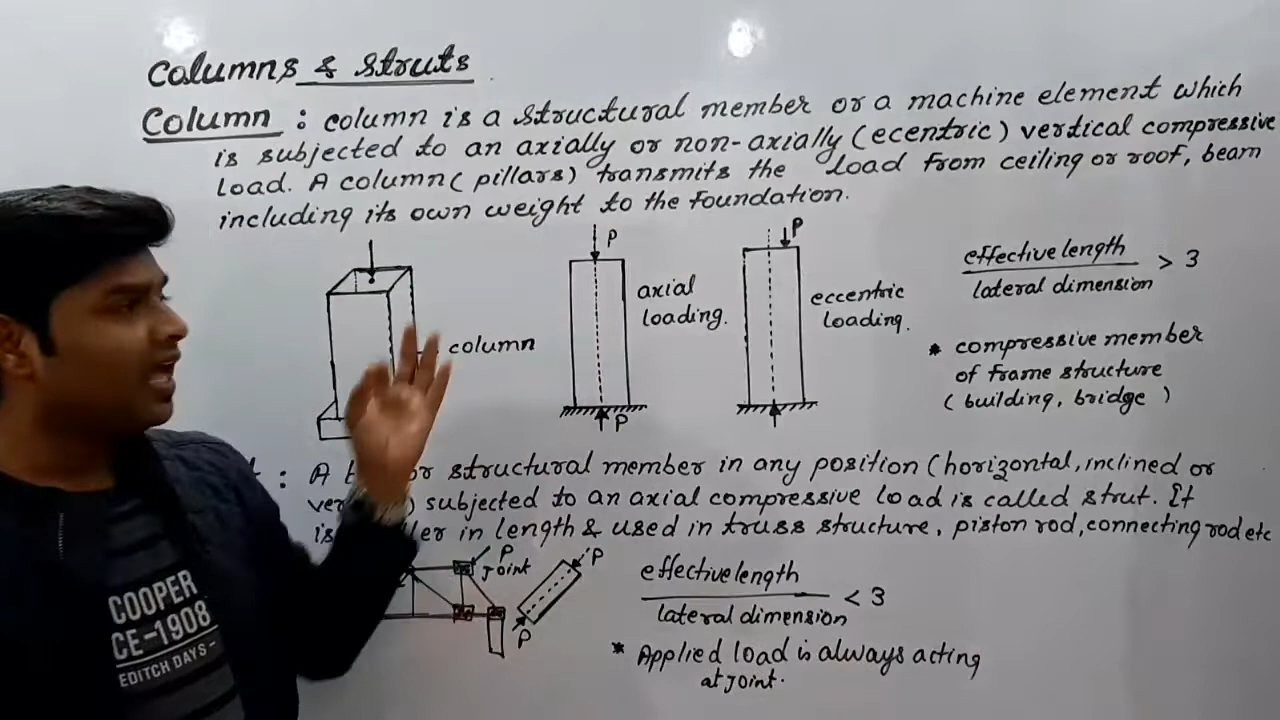 Columns & Struts
Column : column is a structural member or a machine element which
is subjected to an axially or non-axially (ecentric) vertical compressive
load. A column( pillars) transmits the load from ceiling or roof, beam
including its own weight to the foundation.
P
P
axial
loading.
P
eccentric
loading.
column
effective length
lateral dimension > 3
* compressive member
of frame structure
( building, bridge )
: A or structural member in any position (horizontal, inclined or
) subjected to an axial compressive load is called strut. It
is in length & used in truss structure, piston rod, connecting rod etc
P
Joint
P
P
effective length
lateral dimension < 3
* Applied load is always acting
at joint.
COOPER
CE-1908
EDITCH DAYS-